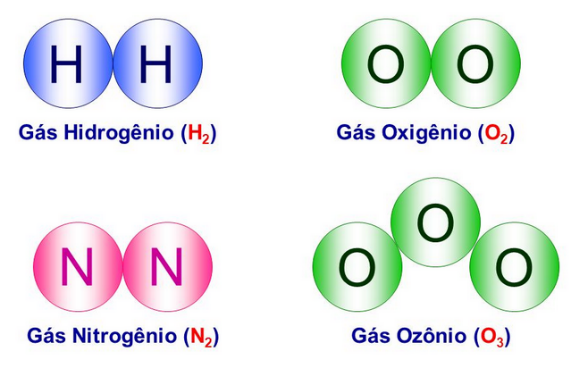 H H
O O
Gás Hidrogênio (H₂)
Gás Oxigênio (O₂)
N N
O O O
Gás Nitrogênio (N₂)
Gás Ozônio (O₃)